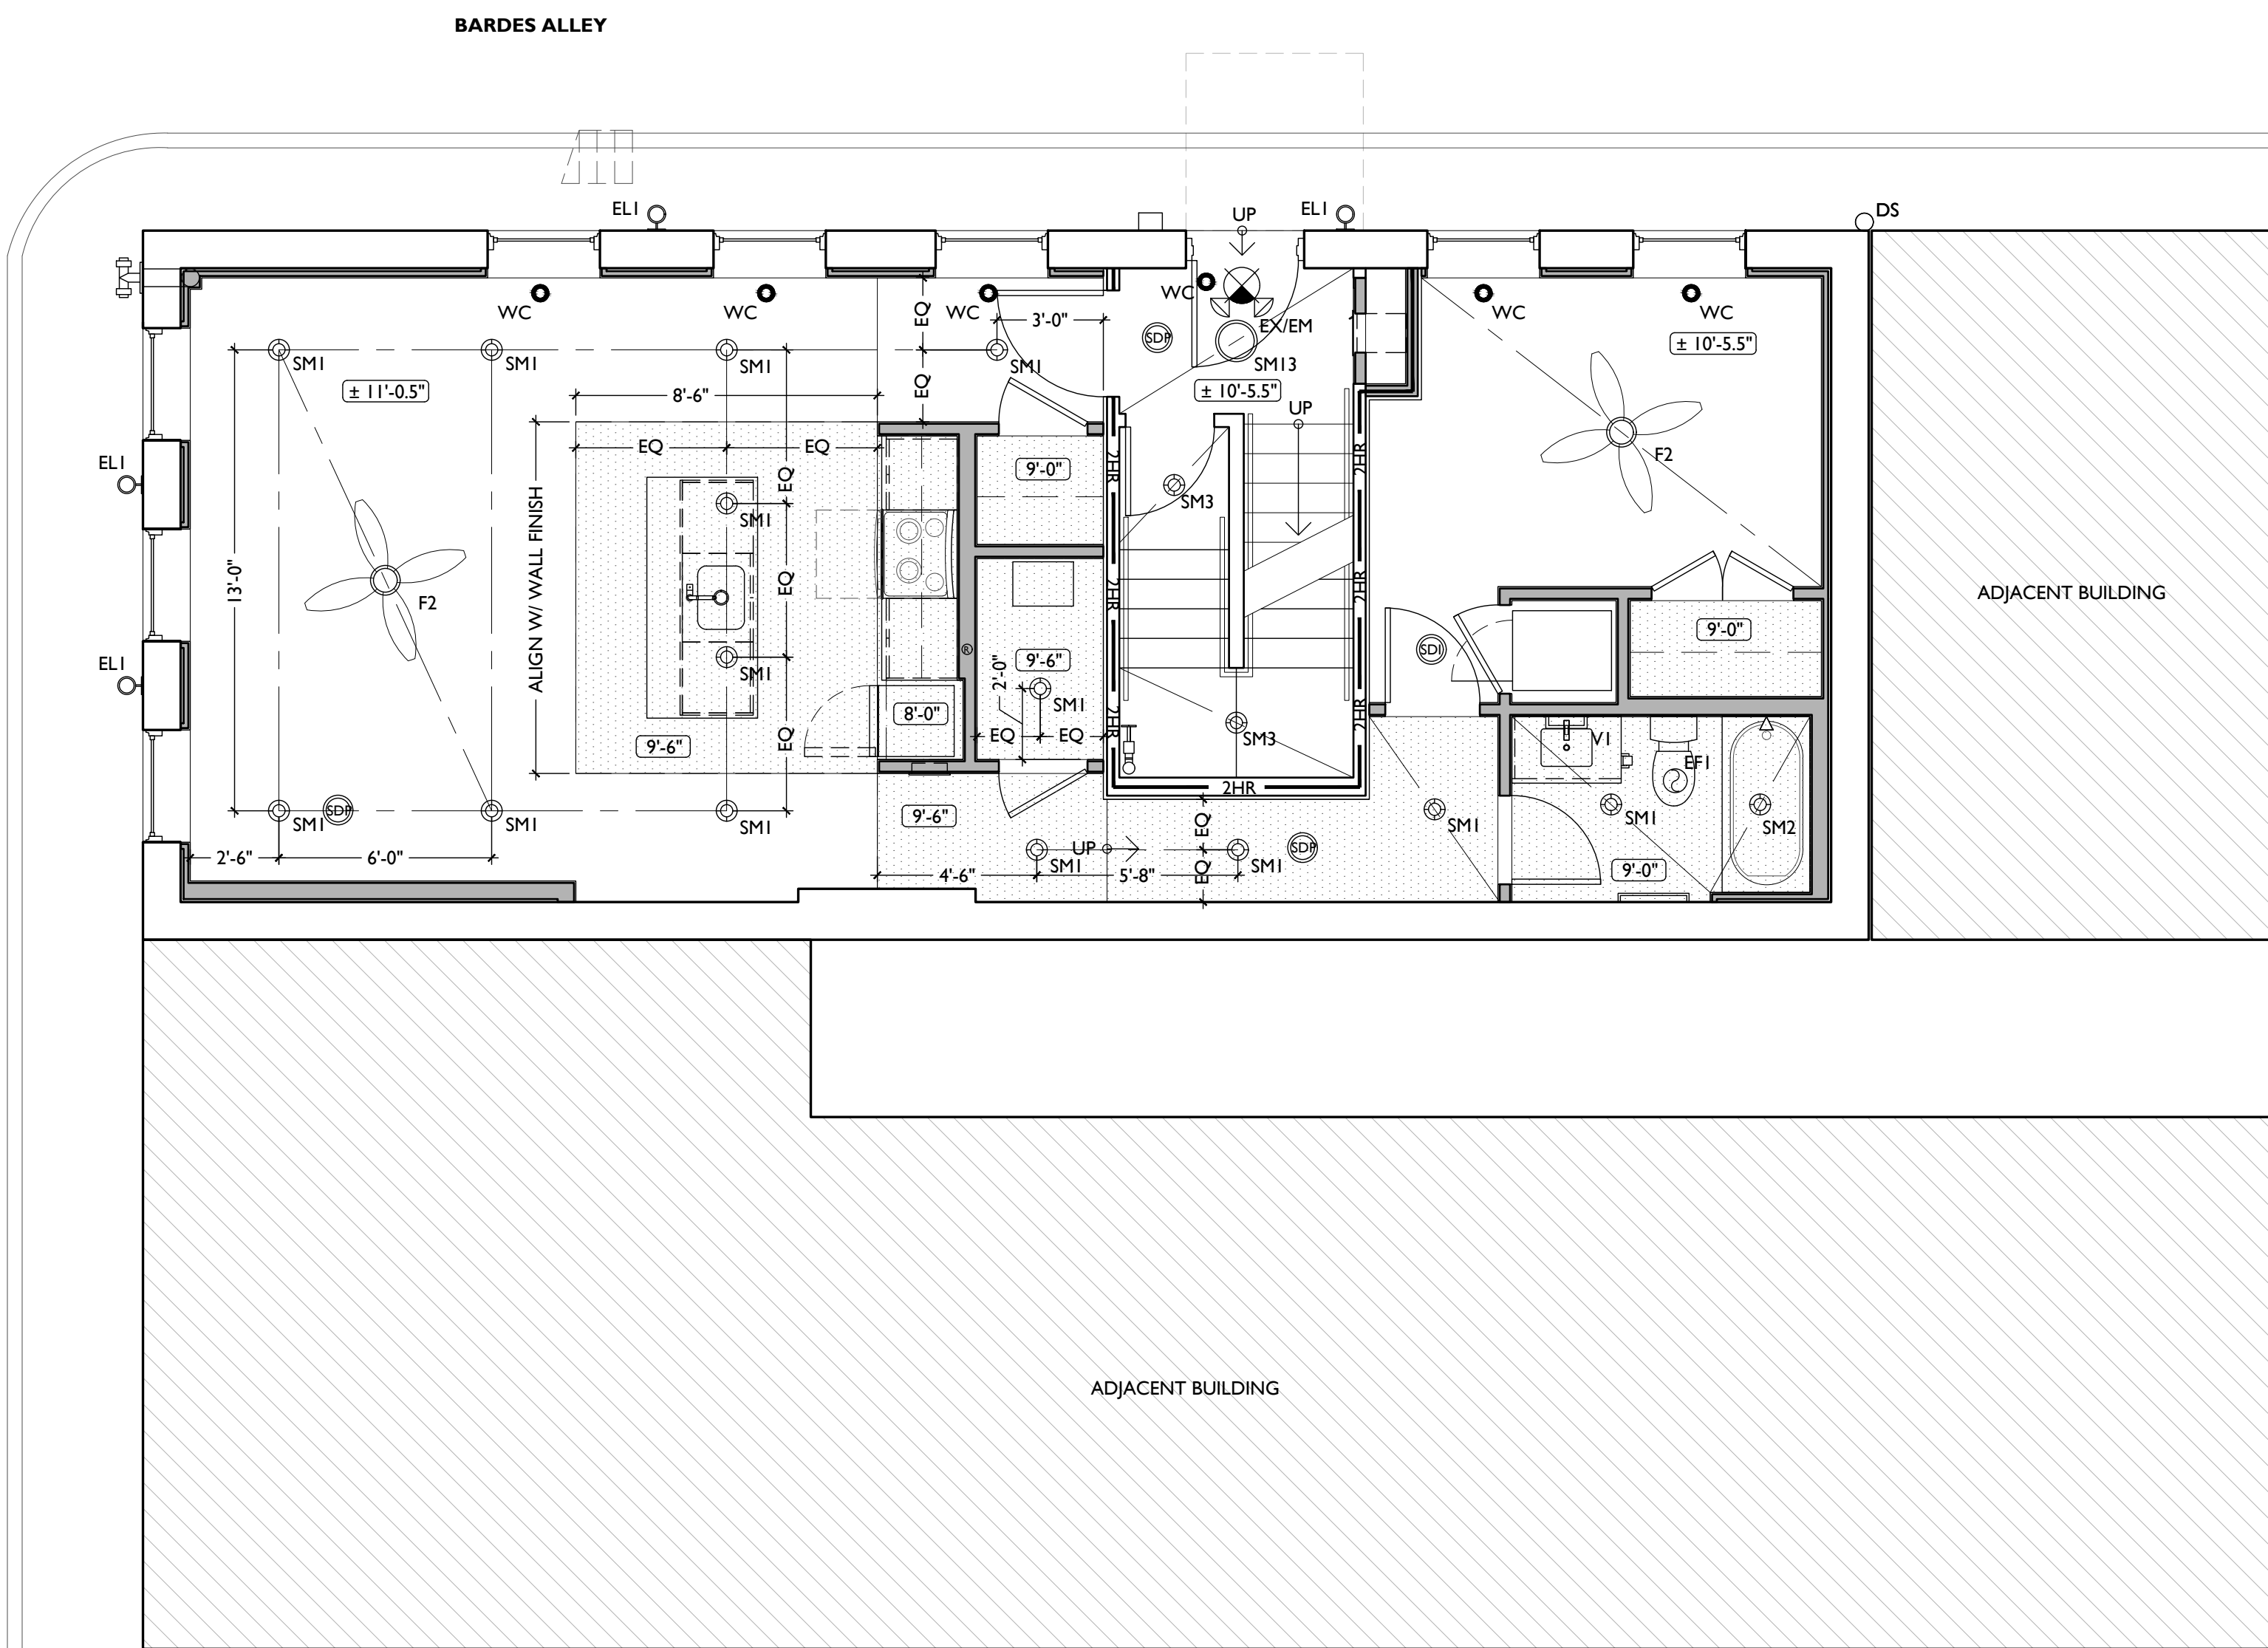 BARDES ALLEY
EL1
UP
EL1
DS
WC
WC
WC
WC
WC
WC
EQ
3'-0"
SDP
EX/EM
SM1
SM1
SM1
SM1
SM13
± 10'-5.5"
± 11'-0.5"
± 10'-5.5"
8'-6"
EQ
UP
EQ
EQ
EL1
9'-0"
2HR
2HR
F2
EQ
SM3
SM1
ALIGN W/ WALL FINISH
13'-0"
EQ
F2
2HR
2HR
ADJACENT BUILDING
9'-0"
EL1
R
9'-6"
SDI
SM1
2'-0"
SM1
8'-0"
2HR
2HR
9'-6"
EQ
EQ
EQ
SM3
V1
EF1
2HR
SM1
SDP
SM1
SM1
9'-6"
EQ
SM1
SM1
SM2
2'-6"
6'-0"
UP
SDP
4'-6"
SM1
5'-8"
EQ
SM1
9'-0"
ADJACENT BUILDING